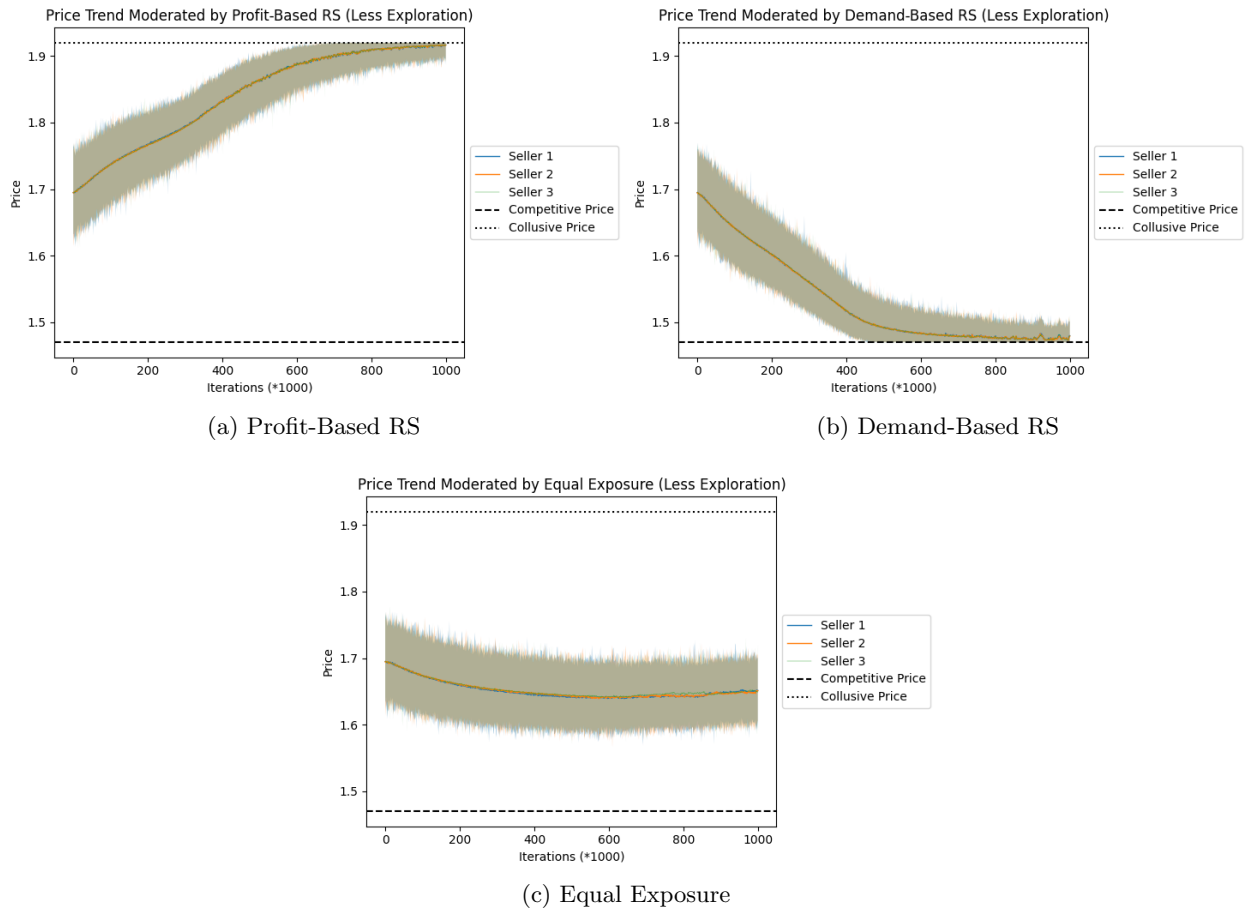 Price Trend Moderated by Profit-Based RS (Less Exploration)
Price
1.9
1.8
1.7
1.6
1.5
0 200 400 600 800 1000
Iterations (*1000)
Seller 1
Seller 2
Seller 3
Competitive Price
Collusive Price
(a) Profit-Based RS
Price Trend Moderated by Demand-Based RS (Less Exploration)
Price
1.9
1.8
1.7
1.6
1.5
0 200 400 600 800 1000
Iterations (*1000)
Seller 1
Seller 2
Seller 3
Competitive Price
Collusive Price
(b) Demand-Based RS
Price Trend Moderated by Equal Exposure (Less Exploration)
Price
1.9
1.8
1.7
1.6
1.5
0 200 400 600 800 1000
Iterations (*1000)
Seller 1
Seller 2
Seller 3
Competitive Price
Collusive Price
(c) Equal Exposure